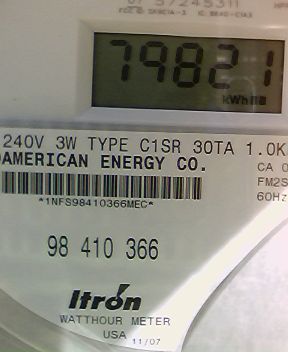 79821
kWh
240V 3W TYPE C1SR 30TA 1.0K
AMERICAN ENERGY CO.
CA 0
FM2S
60Hz
*1NFS98410366MEC*
98 410 366
Itron
WATTHOUR METER
USA 11/07